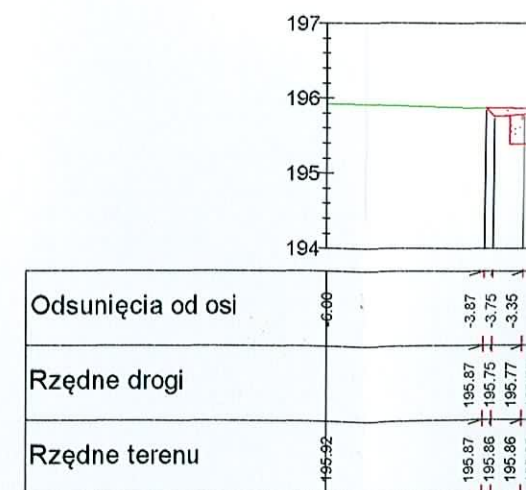 197
196
195
194
Odsunięcia od osi -6.00 -3.87 -3.75 -3.35
Rzędne drogi 195.87 195.75 195.77
Rzędne terenu 195.92 195.87 195.86 195.86